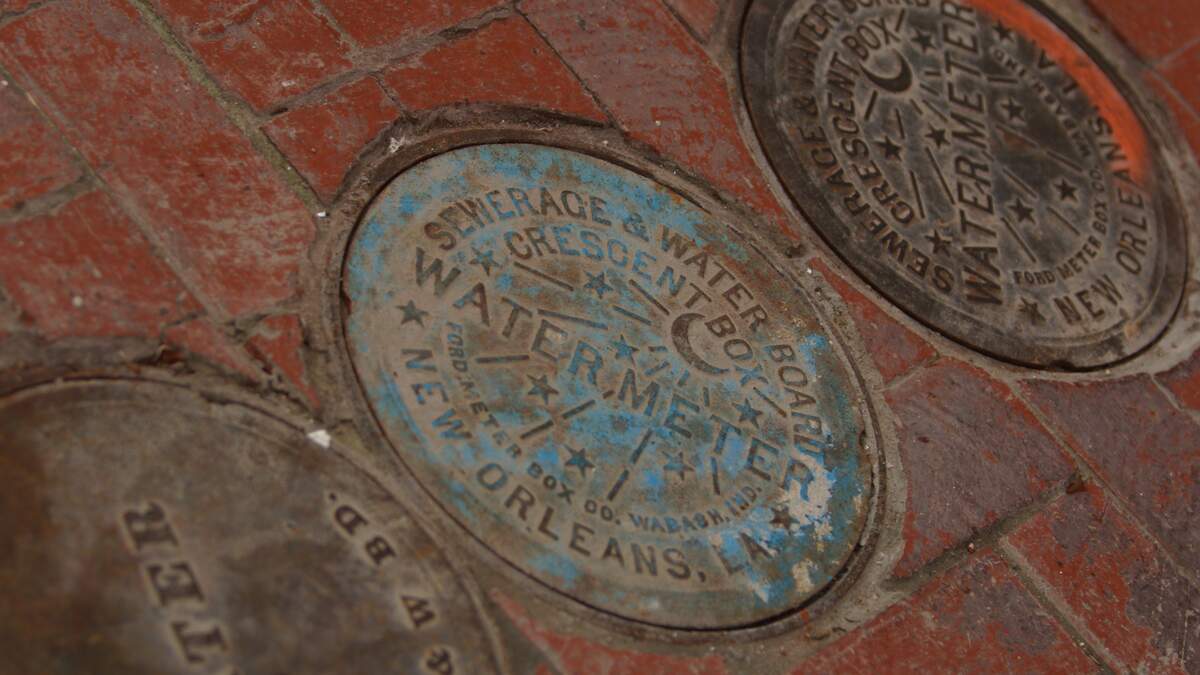 SEWERAGE & WATER BOARD
CRESCENT BOX
WATER METER
FORD METER BOX CO. WABASH, IND.
NEW ORLEANS, LA.
SEWERAGE & WATER BOARD
CRESCENT BOX
WATER METER
FORD METER BOX CO. WABASH
NEW ORLEANS
& W BD.
TER